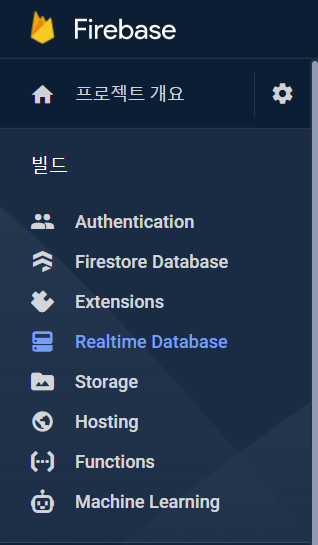 Firebase
프로젝트 개요
빌드
Authentication
Firestore Database
Extensions
Realtime Database
Storage
Hosting
Functions
Machine Learning